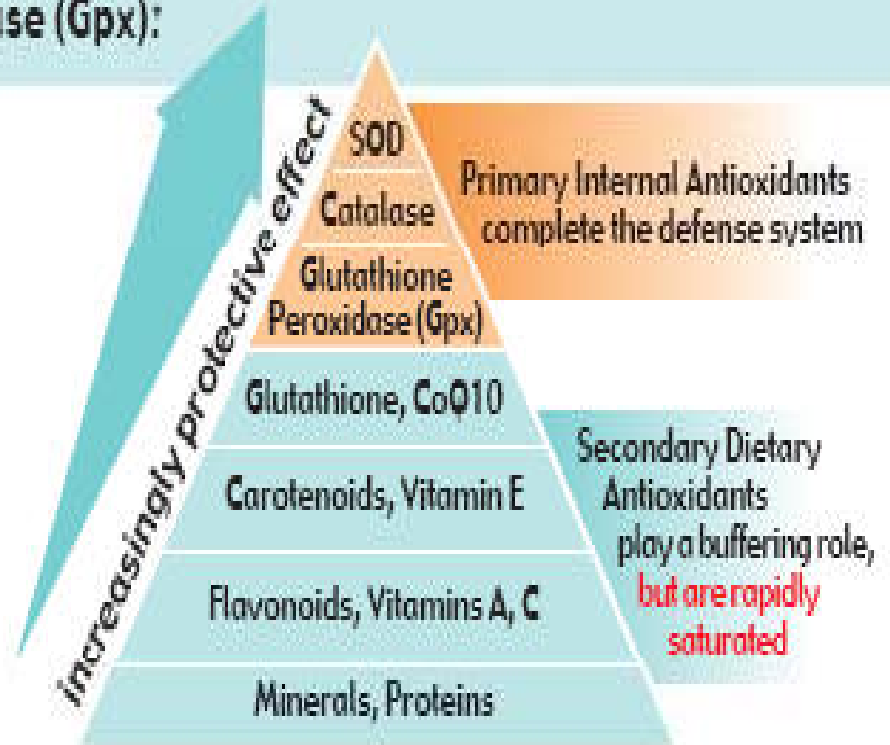 (Gpx):
increasingly protective effect
SOD
Catalase
Glutathione
Peroxidase (Gpx)
Glutathione, CoQ10
Carotenoids, Vitamin E
Flavonoids, Vitamins A, C
Minerals, Proteins
Primary Internal Antioxidants
complete the defense system
Secondary Dietary
Antioxidants
play a buffering role,
but are rapidly
saturated